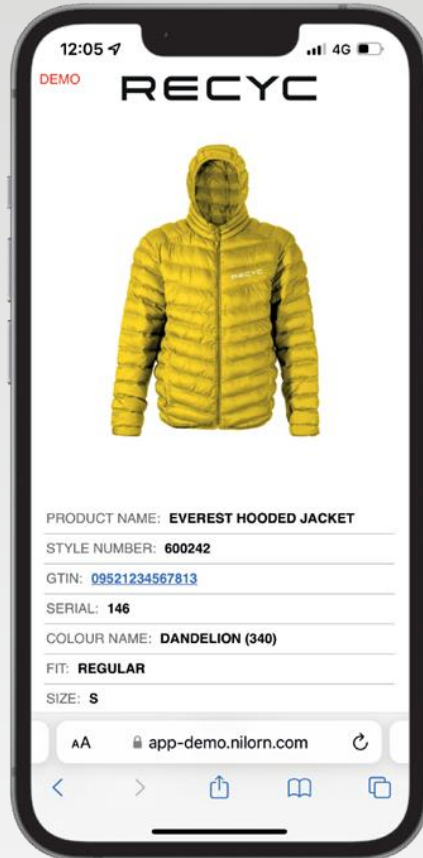 12:05
4G
DEMO
RECYC
RECYC
PRODUCT NAME: EVEREST HOODED JACKET
STYLE NUMBER: 600242
GTIN: 09521234567813
SERIAL: 146
COLOUR NAME: DANDELION (340)
FIT: REGULAR
SIZE: S
AA app-demo.nilorn.com